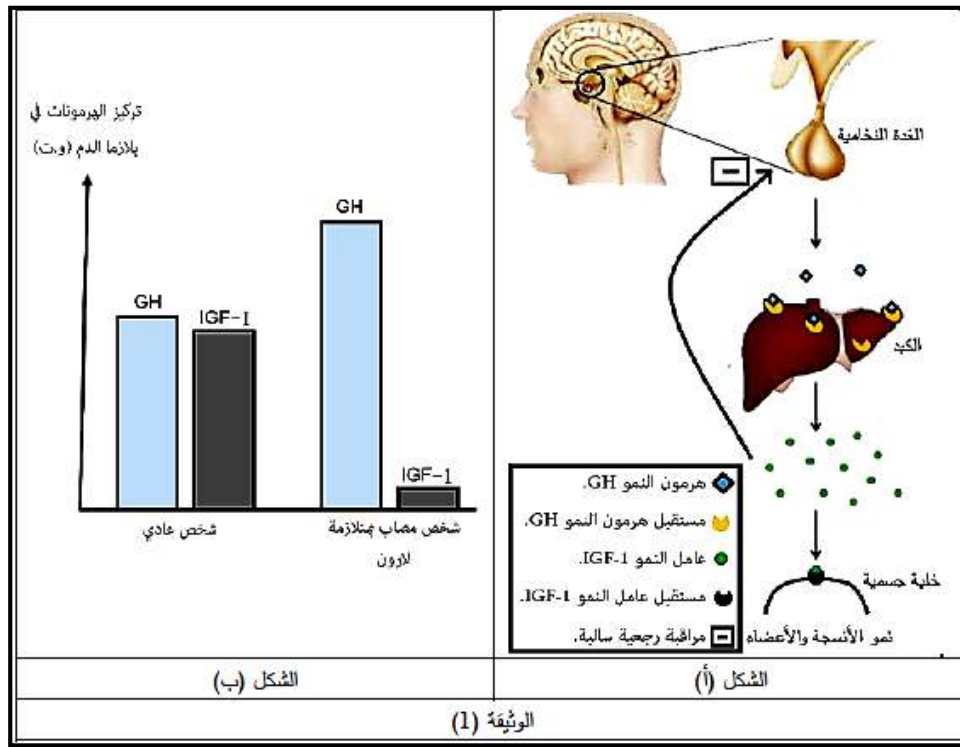 الغدة النخامية
-
الكبد
هرمون النمو GH.
مستقبل هرمون النمو GH.
عامل النمو IGF-1.
مستقبل عامل النمو IGF-1.
- مراقبة رجعية سالبة.
خلية جسمية
نمو الأنسجة والأعضاء
الشكل (أ)
تركيز الهرمونات في
بلازما الدم (و.ت)
GH
IGF-1
GH
IGF-1
شخص عادي
شخص مصاب بمتلازمة
لارون
الشكل (ب)
الوثيقة (1)